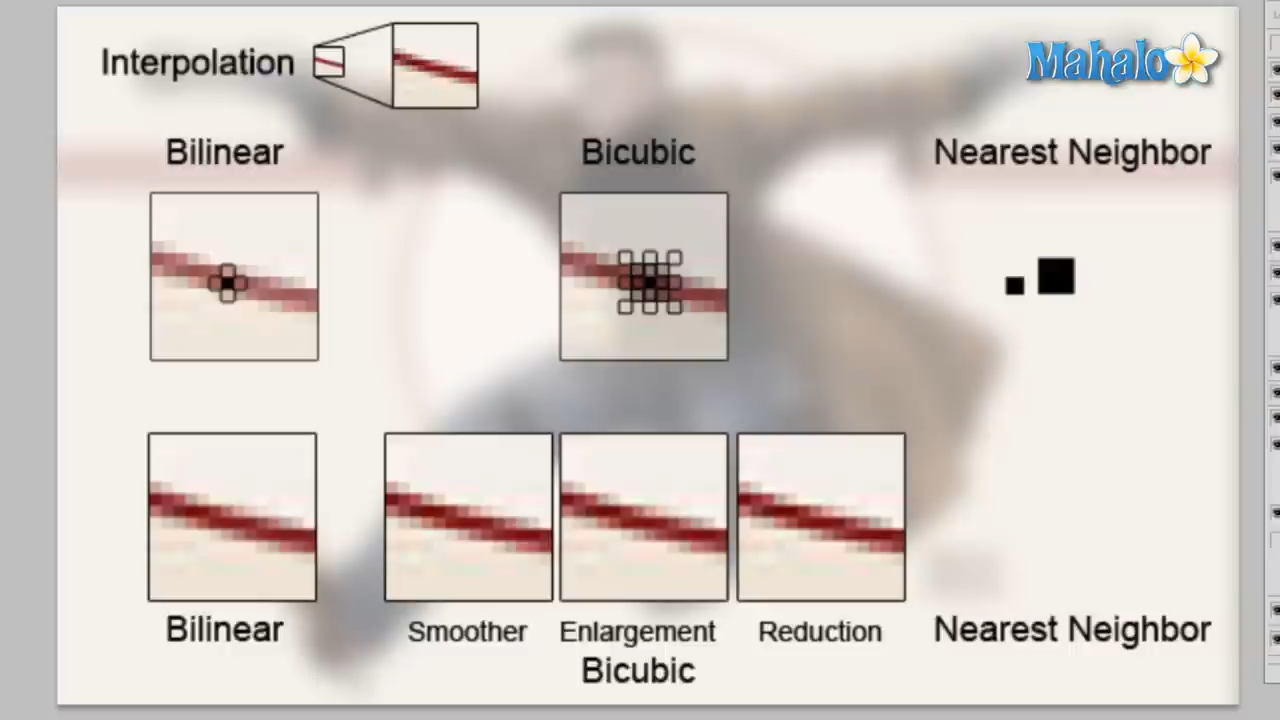 Interpolation
Mahalo
Bilinear
Bicubic
Nearest Neighbor
Bilinear
Smoother
Enlargement
Reduction
Nearest Neighbor
Bicubic